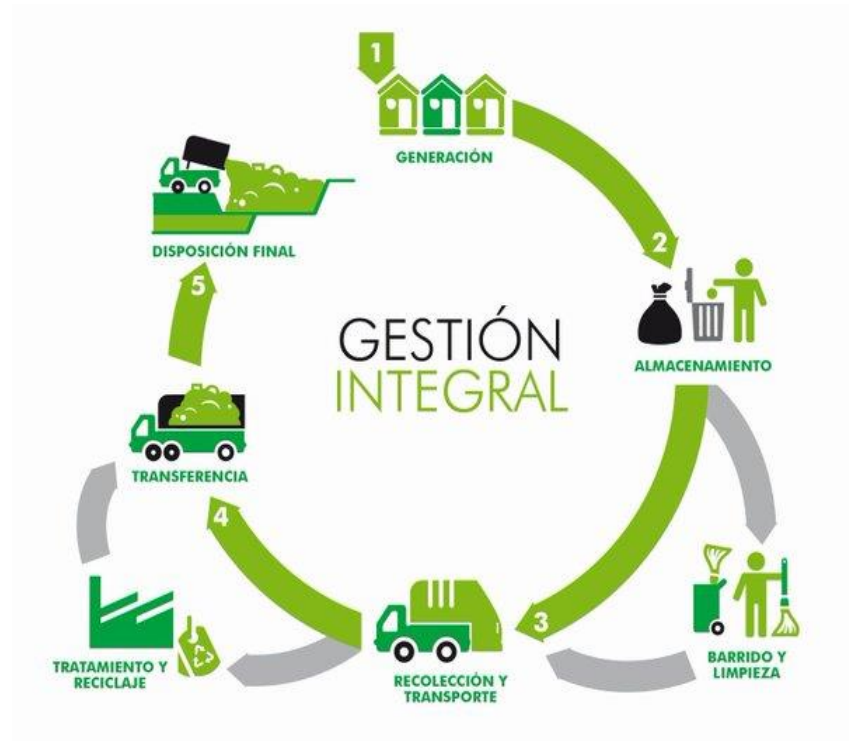 1
GENERACIÓN
2
ALMACENAMIENTO
BARRIDO Y
LIMPIEZA
3
RECOLECCIÓN Y
TRANSPORTE
TRATAMIENTO Y
RECICLAJE
4
TRANSFERENCIA
5
DISPOSICIÓN FINAL
GESTIÓN
INTEGRAL